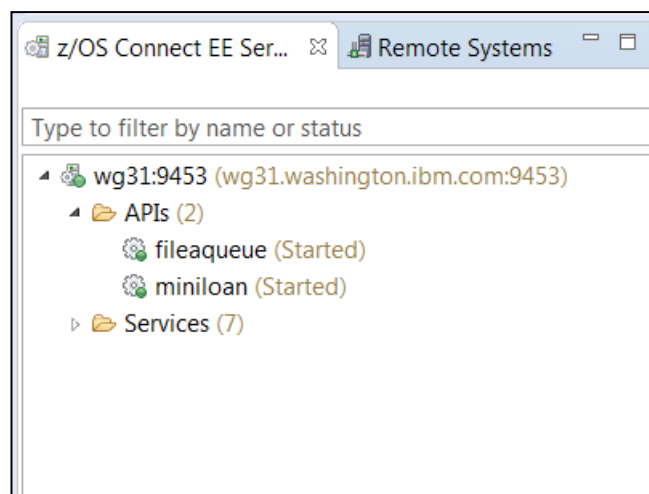 z/OS Connect EE Ser... Remote Systems
Type to filter by name or status
wg31:9453 (wg31.washington.ibm.com:9453)
APIs (2)
fileaqueue (Started)
miniloan (Started)
Services (7)